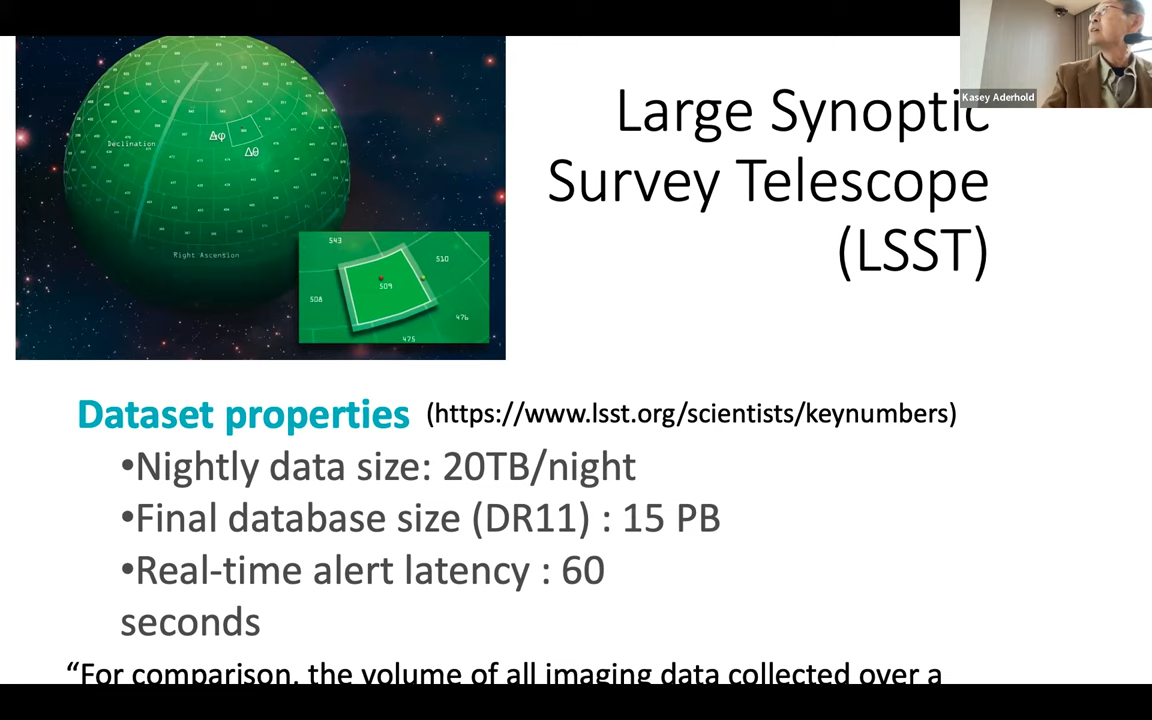 Large Synoptic
Survey Telescope
(LSST)
Kasey Aderhold
Δφ
Δθ
Declination
Right Ascension
543
510
509
508
476
475
Dataset properties (https://www.lsst.org/scientists/keynumbers)
•Nightly data size: 20TB/night
•Final database size (DR11) : 15 PB
•Real-time alert latency : 60
seconds
“For comparison, the volume of all imaging data collected over a